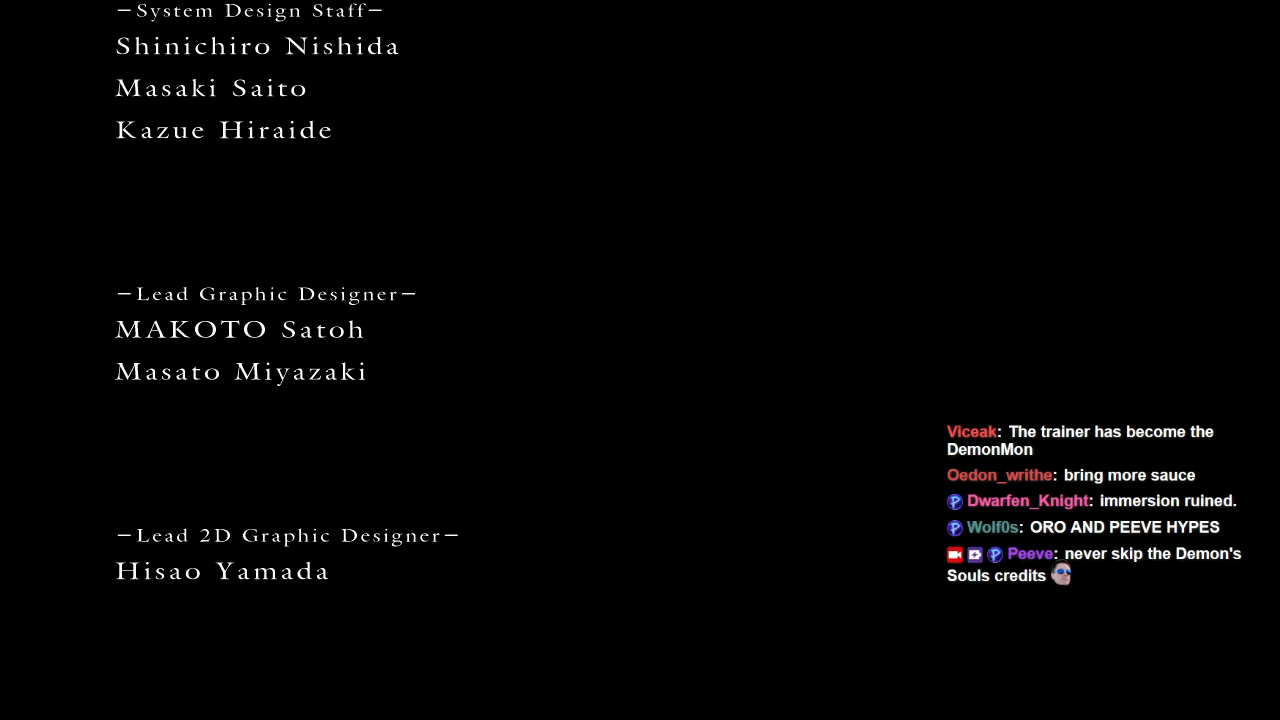 —System Design Staff—
Shinichiro Nishida
Masaki Saito
Kazue Hiraide
—Lead Graphic Designer—
MAKOTO Satoh
Masato Miyazaki
—Lead 2D Graphic Designer—
Hisao Yamada
Viceak: The trainer has become the
DemonMon
Oedon_writhe: bring more sauce
Dwarfen_Knight: immersion ruined.
Wolf0s: ORO AND PEEVE HYPES
Peeve: never skip the Demon's
Souls credits